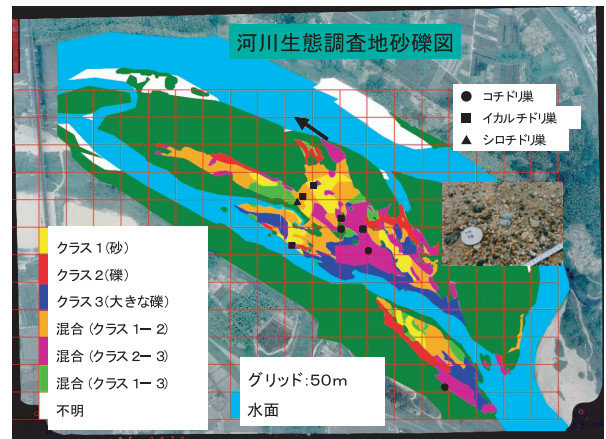 河川生態調査地砂礫図
コチドリ巣
イカルチドリ巣
シロチドリ巣
クラス1(砂)
クラス2(礫)
クラス3(大きな礫)
混合(クラス1ー2)
混合(クラス2ー3)
混合(クラス1ー3)
不明
グリッド:50m
水面